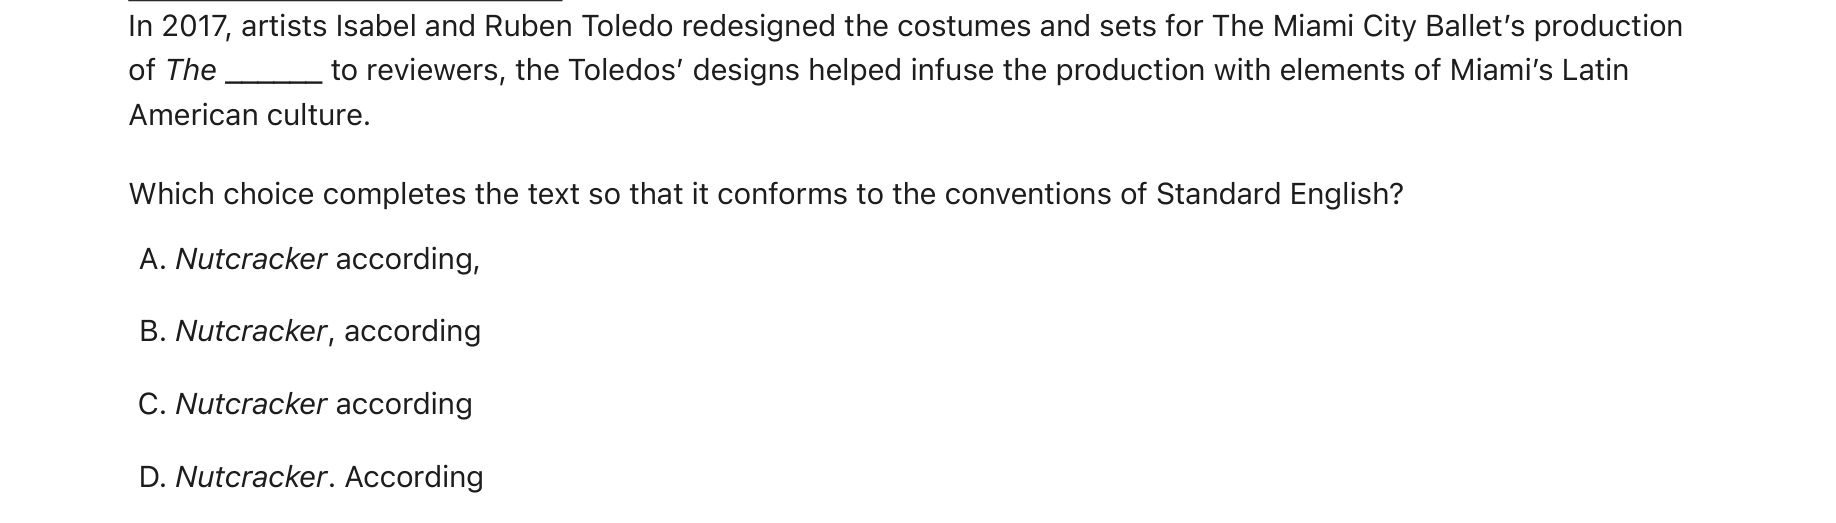 In 2017, artists Isabel and Ruben Toledo redesigned the costumes and sets for The Miami City Ballet’s production
of The ______ to reviewers, the Toledos’ designs helped infuse the production with elements of Miami’s Latin
American culture.
Which choice completes the text so that it conforms to the conventions of Standard English?
A. Nutcracker according,
B. Nutcracker, according
C. Nutcracker according
D. Nutcracker. According